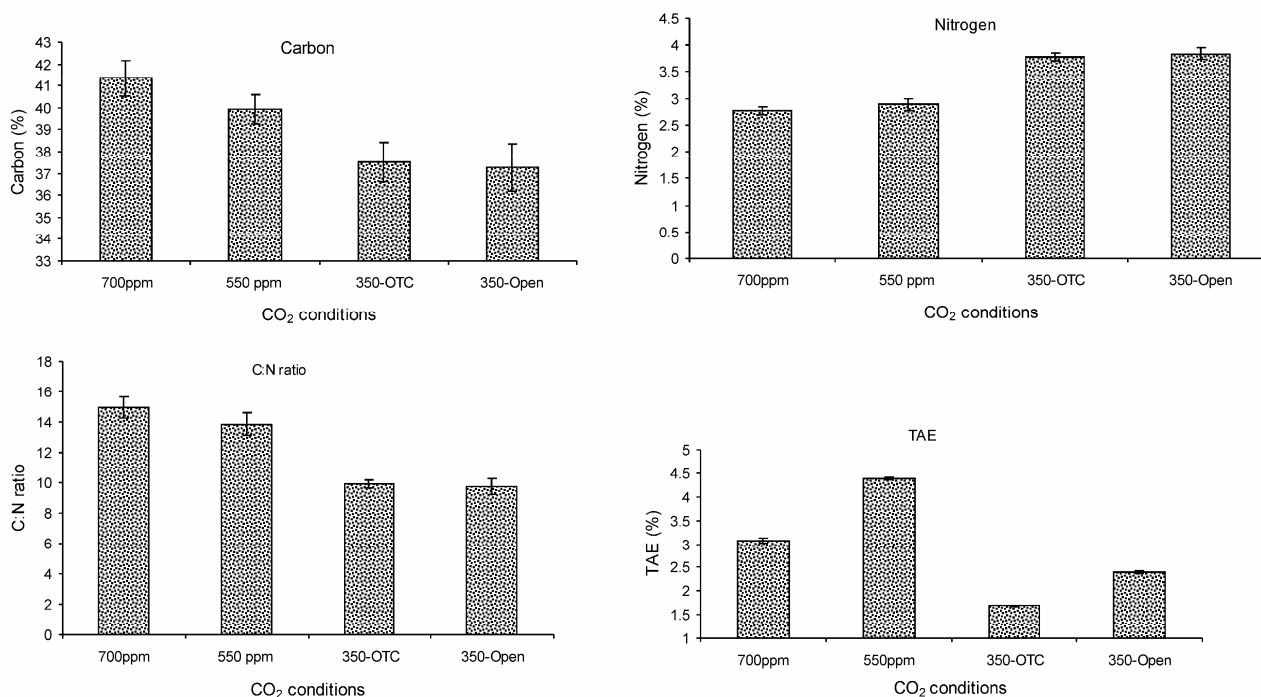 Carbon
Carbon (%)
43
42
41
40
39
38
37
36
35
34
33
700ppm 550 ppm 350-OTC 350-Open
CO₂ conditions
Nitrogen
Nitrogen (%)
4.5
4
3.5
3
2.5
2
1.5
1
0.5
0
700ppm 550 ppm 350-OTC 350-Open
CO₂ conditions
C:N ratio
C:N ratio
18
16
14
12
10
8
6
4
2
0
700ppm 550 ppm 350-OTC 350-Open
CO₂ conditions
TAE
TAE (%)
5
4.5
4
3.5
3
2.5
2
1.5
1
700ppm 550ppm 350-OTC 350-Open
CO₂ conditions